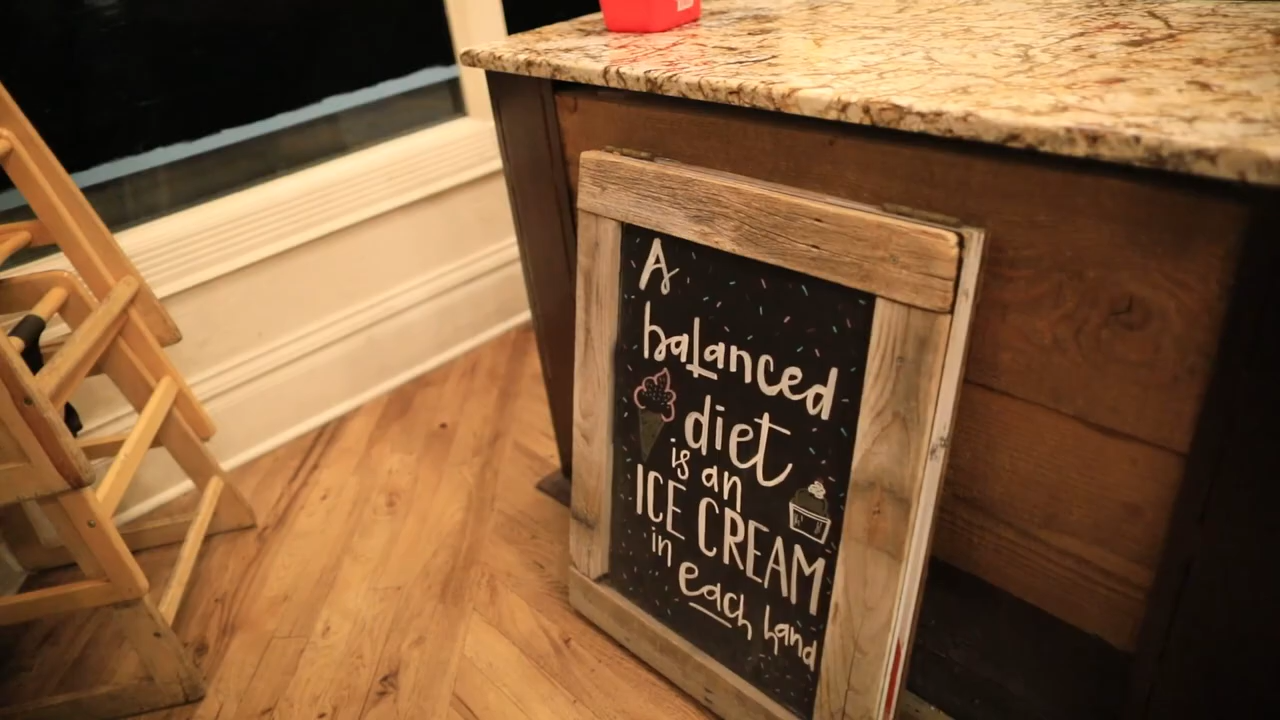 A
balanced
diet
is an
ICE CREAM
in each hand